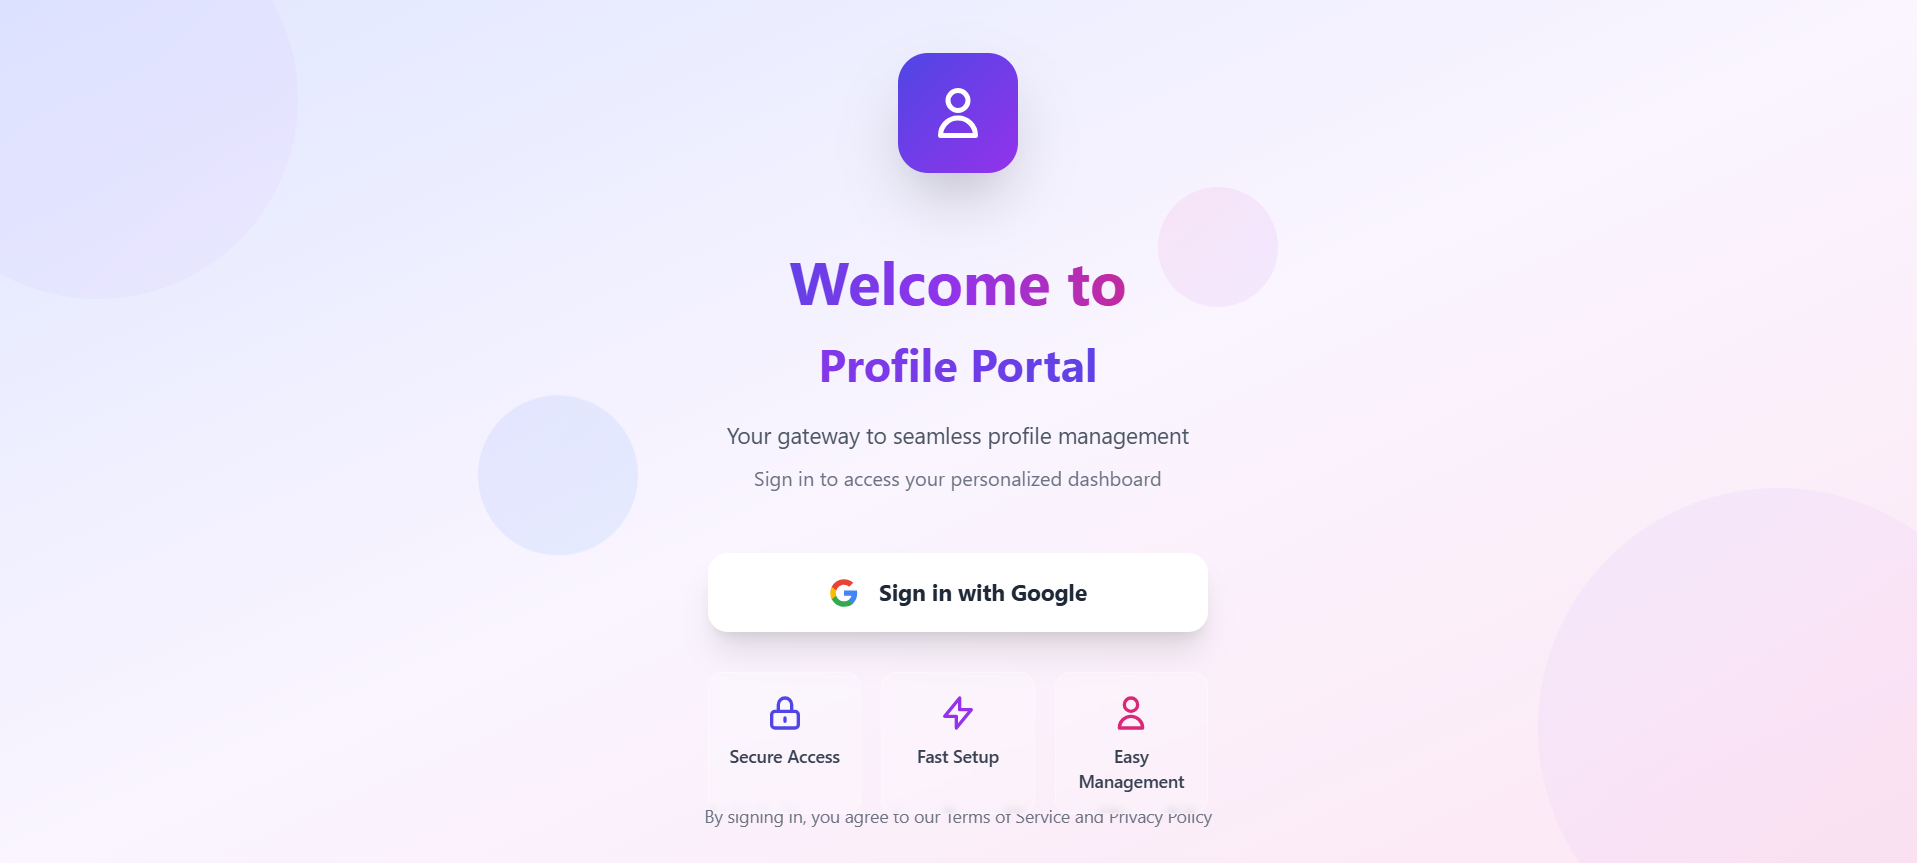 Welcome to
Profile Portal
Your gateway to seamless profile management
Sign in to access your personalized dashboard
Sign in with Google
Secure Access
Fast Setup
Easy
Management
By signing in, you agree to our Terms of Service and Privacy Policy